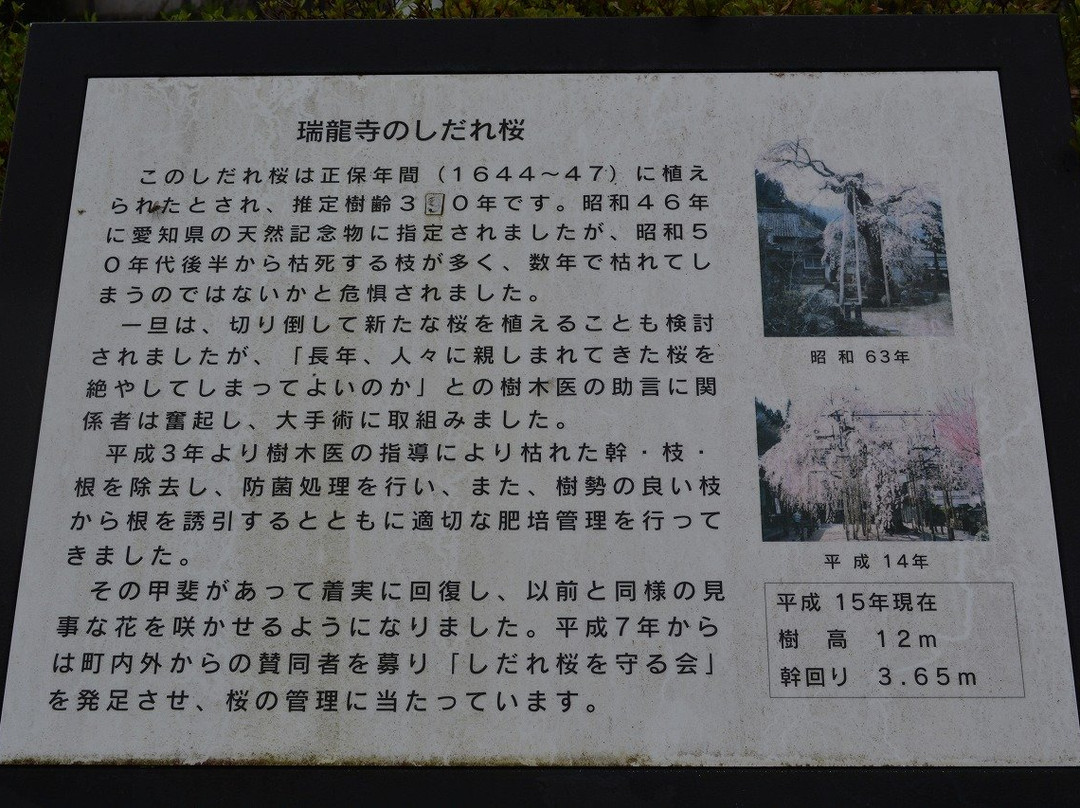 瑞龍寺のしだれ桜
このしだれ桜は正保年間（1644～47）に植え
られたとされ、推定樹齢3 0年です。昭和46年
に愛知県の天然記念物に指定されましたが、昭和5
0年代後半から枯死する枝が多く、数年で枯れてし
まうのではないかと危惧されました。
一旦は、切り倒して新たな桜を植えることも検討
されましたが、「長年、人々に親しまれてきた桜を
絶やしてしまってよいのか」との樹木医の助言に関
係者は奮起し、大手術に取組みました。
平成3年より樹木医の指導により枯れた幹・枝・
根を除去し、防菌処理を行い、また、樹勢の良い枝
から根を誘引するとともに適切な肥培管理を行って
きました。
その甲斐があって着実に回復し、以前と同様の見
事な花を咲かせるようになりました。平成7年から
は町内外からの賛同者を募り「しだれ桜を守る会」
を発足させ、桜の管理に当たっています。
昭和 63年
平成 14年
平成 15年現在
樹 高 12m
幹回り 3.65m